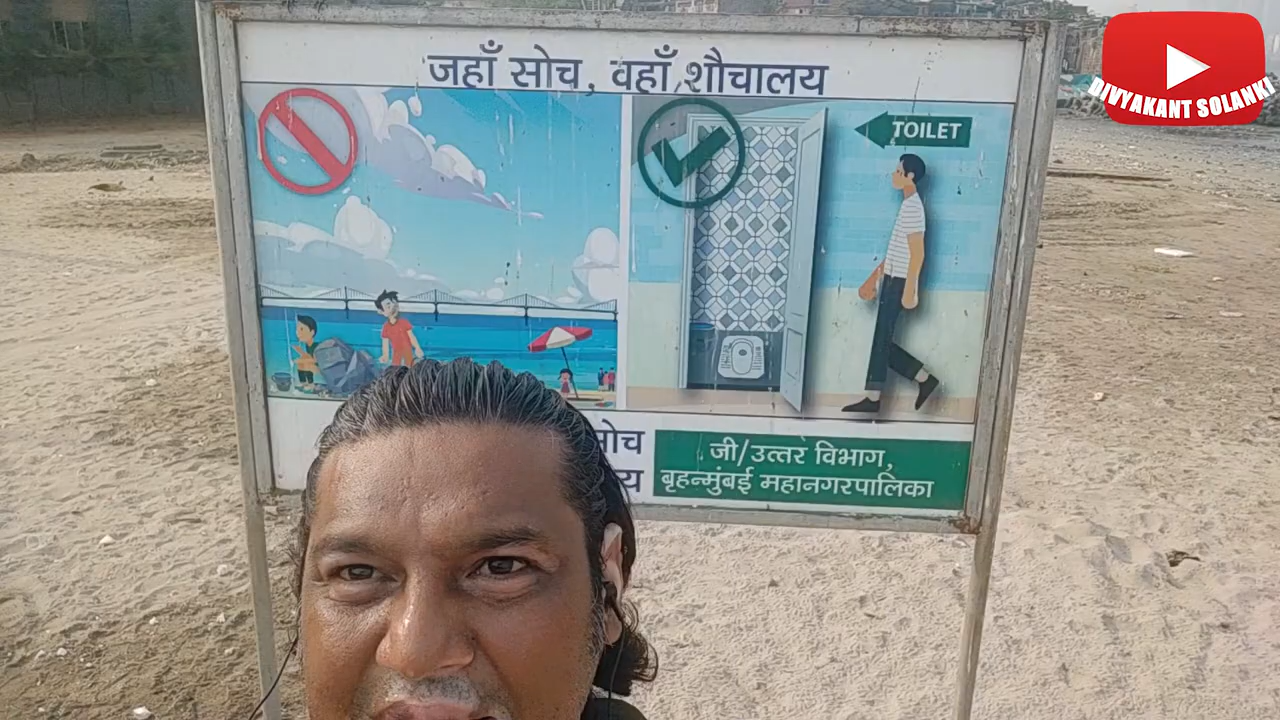 जहाँ सोच, वहाँ शौचालय
DIVYAKANT SOLANKI
TOILET
सोच
जी/उत्तर विभाग,
बृहन्मुंबई महानगरपालिका